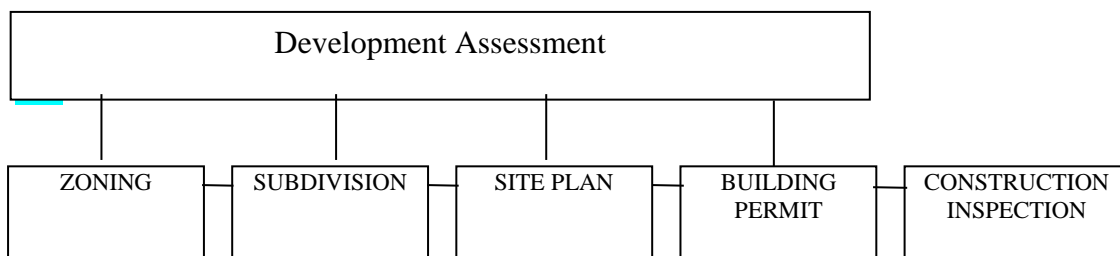 Development Assessment
ZONING
SUBDIVISION
SITE PLAN
BUILDING
PERMIT
CONSTRUCTION
INSPECTION